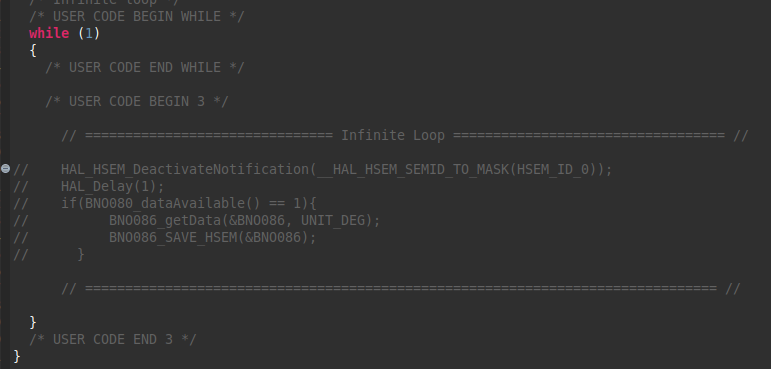 /* Infinite loop */
/* USER CODE BEGIN WHILE */
while (1)
{
/* USER CODE END WHILE */
/* USER CODE BEGIN 3 */
// =============================== Infinite Loop ================================== //
//    HAL_HSEM_DeactivateNotification(__HAL_HSEM_SEMID_TO_MASK(HSEM_ID_0));
//    HAL_Delay(1);
//    if(BNO080_dataAvailable() == 1){
//          BNO086_getData(&BNO086, UNIT_DEG);
//          BNO086_SAVE_HSEM(&BNO086);
//      }
// =============================================================================== //
}
/* USER CODE END 3 */
}